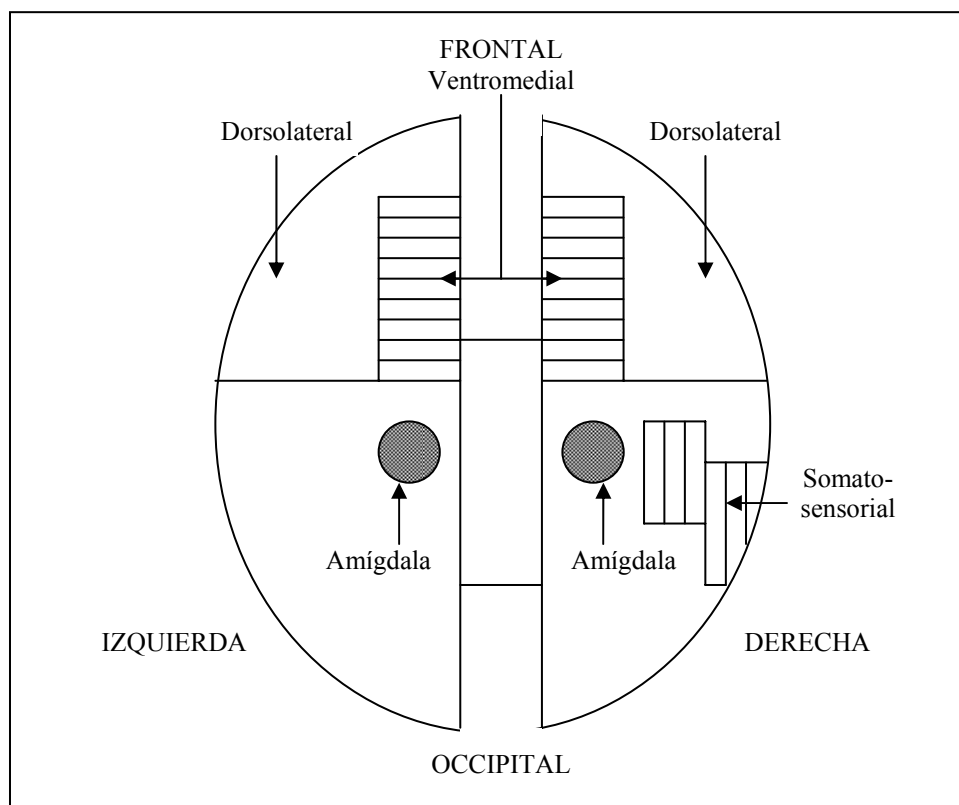 FRONTAL
Ventromedial
Dorsolateral
Dorsolateral
Somato-
sensorial
Amígdala
Amígdala
IZQUIERDA
DERECHA
OCCIPITAL